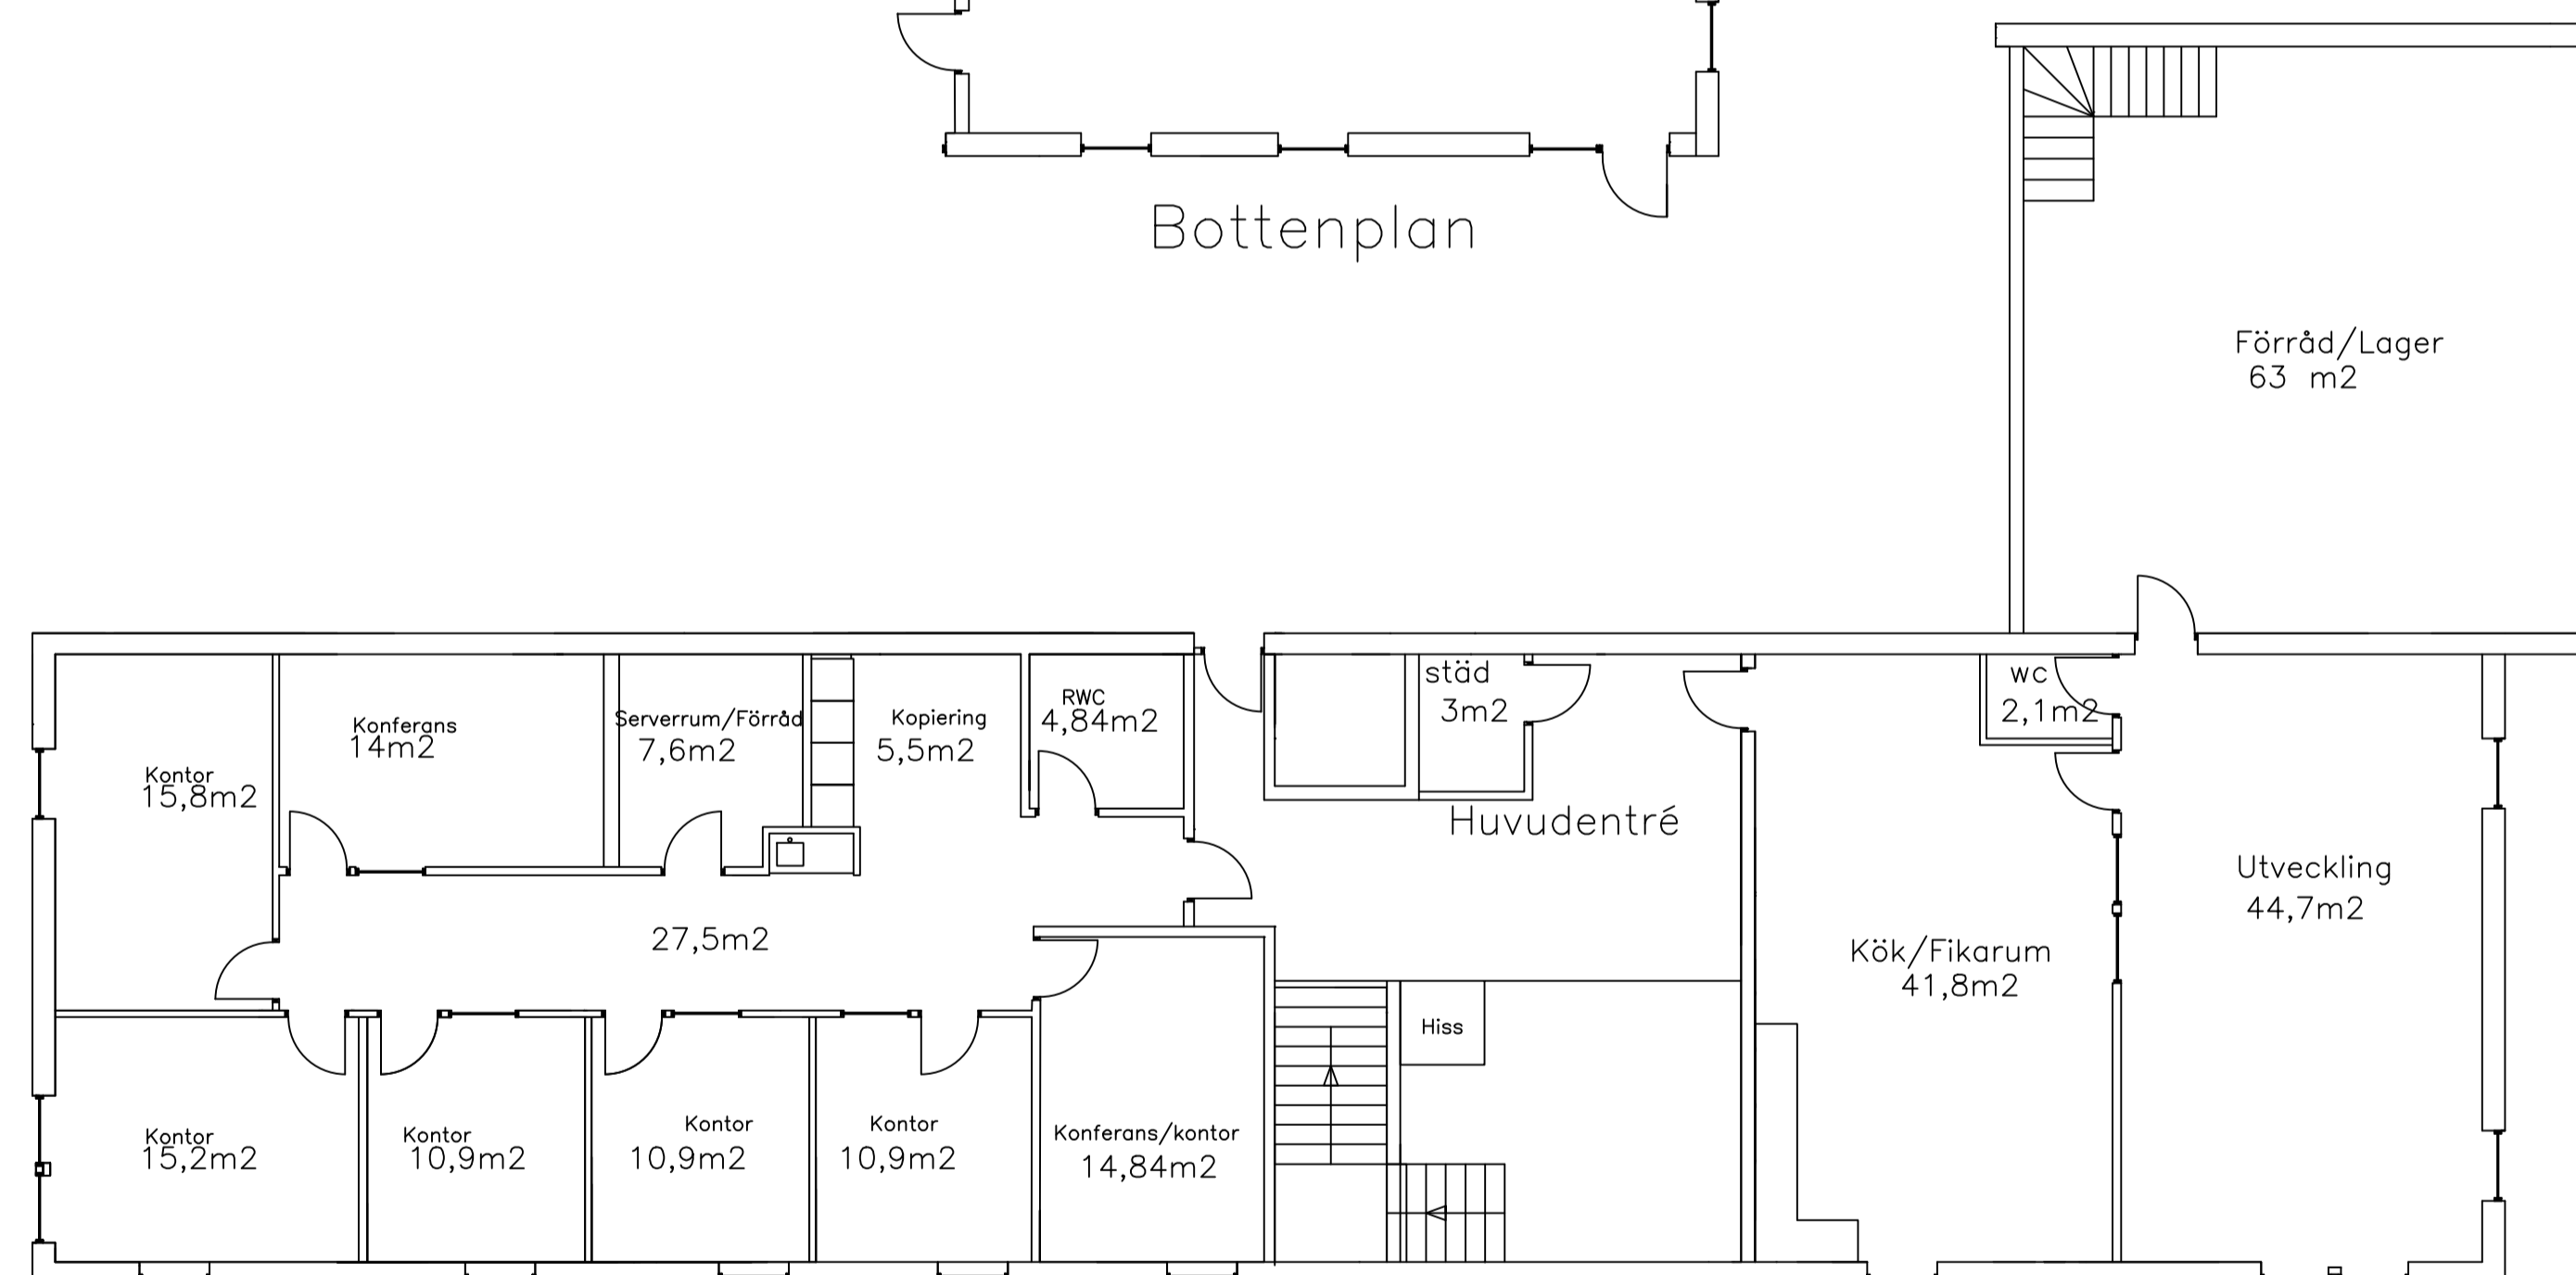 Bottenplan
Förråd/Lager
63 m2
Kontor
15,8m2
Konferans
14m2
Serverrum/Förråd
7,6m2
Kopiering
5,5m2
RWC
4,84m2
städ
3m2
Huvudentré
wc
2,1m2
Utveckling
44,7m2
Kök/Fikarum
41,8m2
27,5m2
Hiss
Kontor
15,2m2
Kontor
10,9m2
Kontor
10,9m2
Kontor
10,9m2
Konferans/kontor
14,84m2